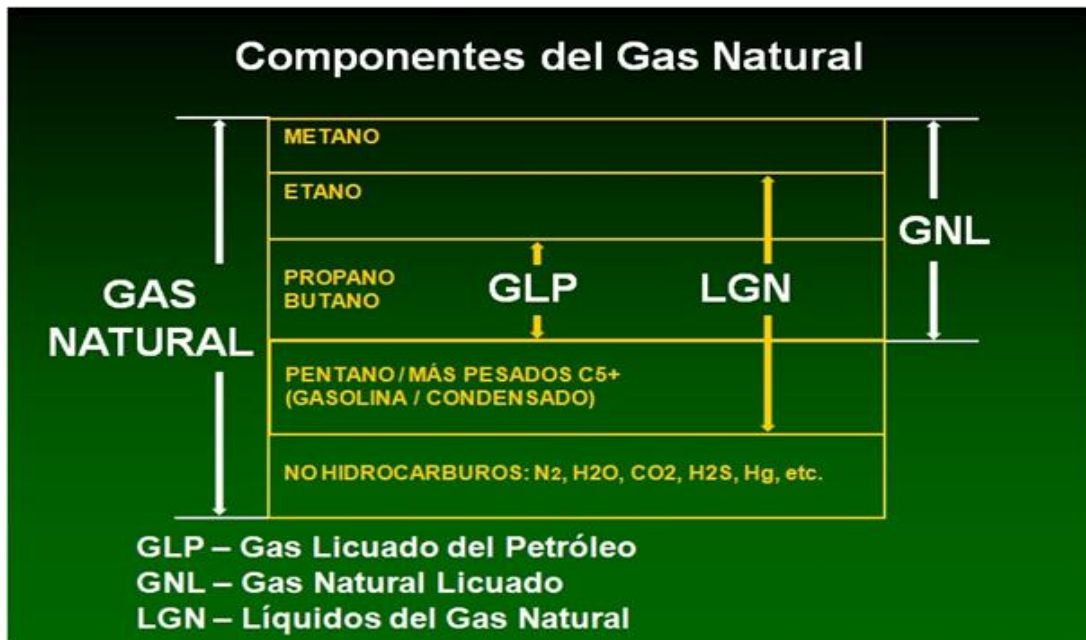 Componentes del Gas Natural
METANO
ETANO
GNL
PROPANO
BUTANO
GLP
LGN
GAS
NATURAL
PENTANO / MÁS PESADOS C5+
(GASOLINA / CONDENSADO)
NO HIDROCARBUROS: N2, H2O, CO2, H2S, Hg, etc.
GLP – Gas Licuado del Petróleo
GNL – Gas Natural Licuado
LGN – Líquidos del Gas Natural